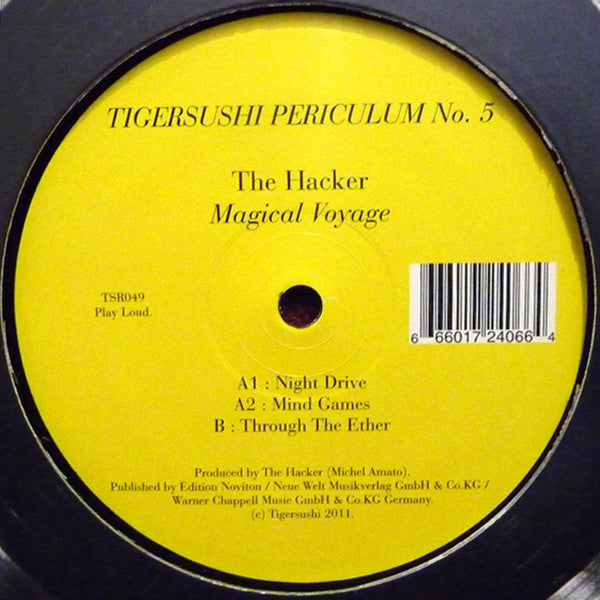 TIGERSUSHI PERICULUM No. 5
The Hacker
Magical Voyage
TSR049
Play Loud.
6 66017 24066 4
A1 : Night Drive
A2 : Mind Games
B : Through The Ether
Produced by The Hacker (Michel Amato).
Published by Edition Noviton / Neue Welt Musikverlag GmbH & Co.KG /
Warner Chappell Music GmbH & Co.KG Germany.
(c) Tigersushi 2011.